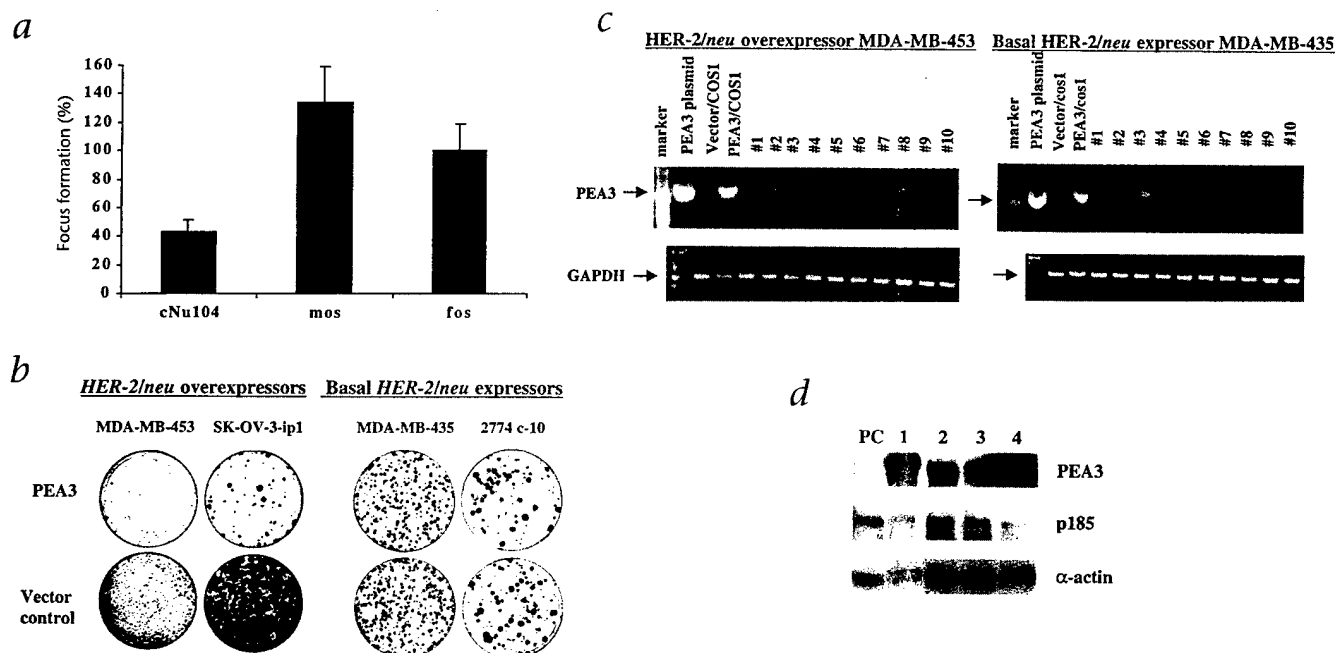 a
Focus formation (%)
160
140
120
100
80
60
40
20
0
cNu104 mos fos
b
HER-2/neu overexpressors Basal HER-2/neu expressors
MDA-MB-453 SK-OV-3-ip1 MDA-MB-435 2774 c-10
PEA3
Vector
control
c
HER-2/neu overexpressor MDA-MB-453 Basal HER-2/neu expressor MDA-MB-435
marker PEA3 plasmid Vector/COS1 PEA3/COS1 #1 #2 #3 #4 #5 #6 #7 #8 #9 #10
marker PEA3 plasmid Vector/cos1 PEA3/cos1 #1 #2 #3 #4 #5 #6 #7 #8 #9 #10
PEA3
GAPDH
d
PC 1 2 3 4
PEA3
p185
α-actin